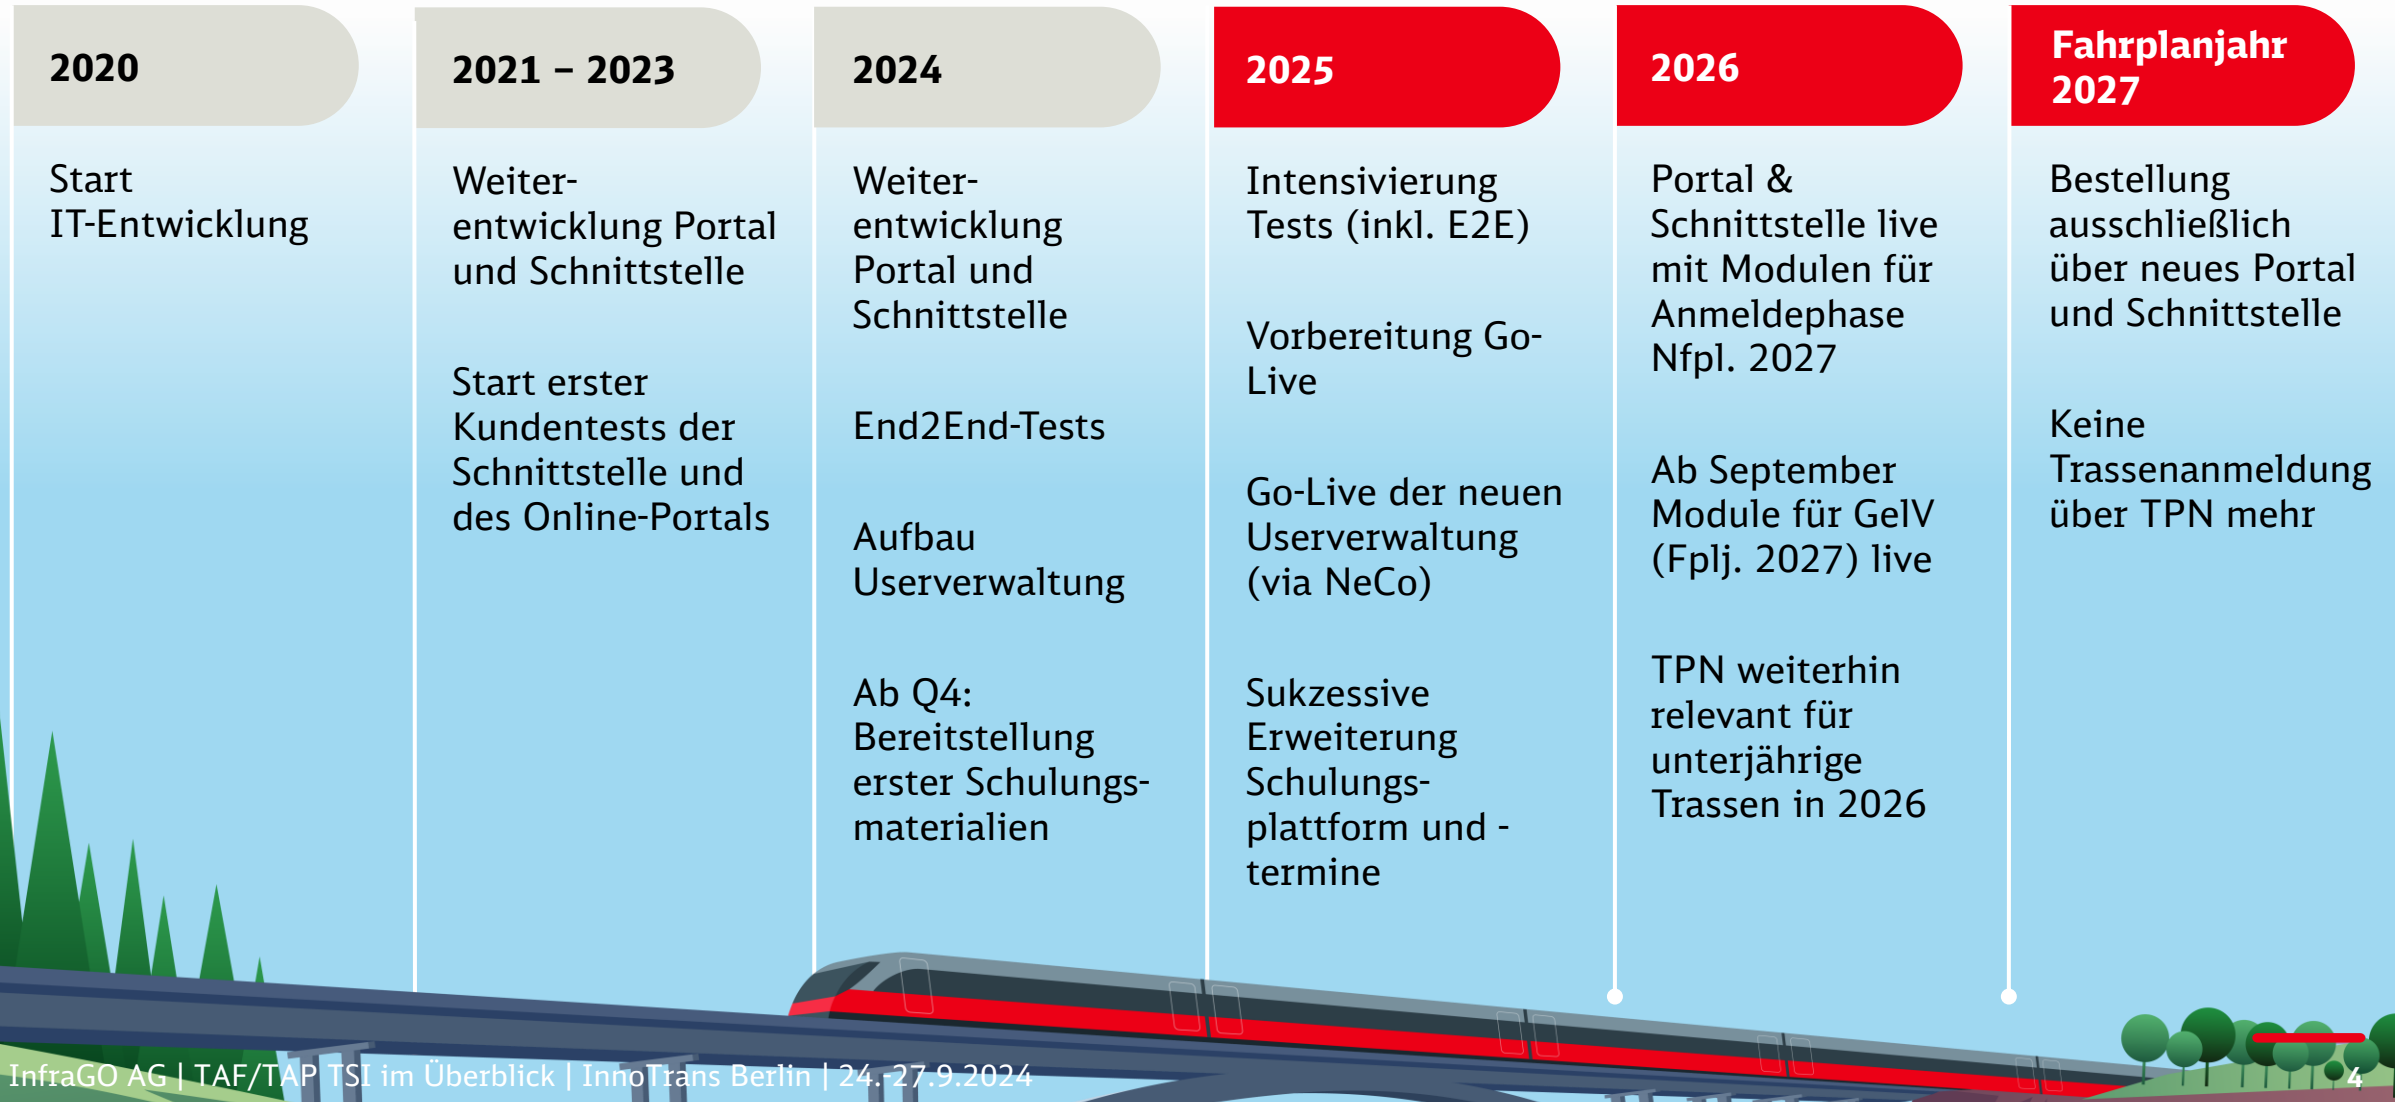 2020
Start
IT-Entwicklung
2021 – 2023
Weiter-
entwicklung Portal
und Schnittstelle
Start erster
Kundentests der
Schnittstelle und
des Online-Portals
2024
Weiter-
entwicklung
Portal und
Schnittstelle
End2End-Tests
Aufbau
Userverwaltung
Ab Q4:
Bereitstellung
erster Schulungs-
materialien
2025
Intensivierung
Tests (inkl. E2E)
Vorbereitung Go-
Live
Go-Live der neuen
Userverwaltung
(via NeCo)
Sukzessive
Erweiterung
Schulungs-
plattform und -
termine
2026
Portal &
Schnittstelle live
mit Modulen für
Anmeldephase
Nfpl. 2027
Ab September
Module für GelV
(Fplj. 2027) live
TPN weiterhin
relevant für
unterjährige
Trassen in 2026
Fahrplanjahr
2027
Bestellung
ausschließlich
über neues Portal
und Schnittstelle
Keine
Trassenanmeldung
über TPN mehr
InfraGO AG | TAF/TAP TSI im Überblick | InnoTrans Berlin | 24.-27.9.2024
4